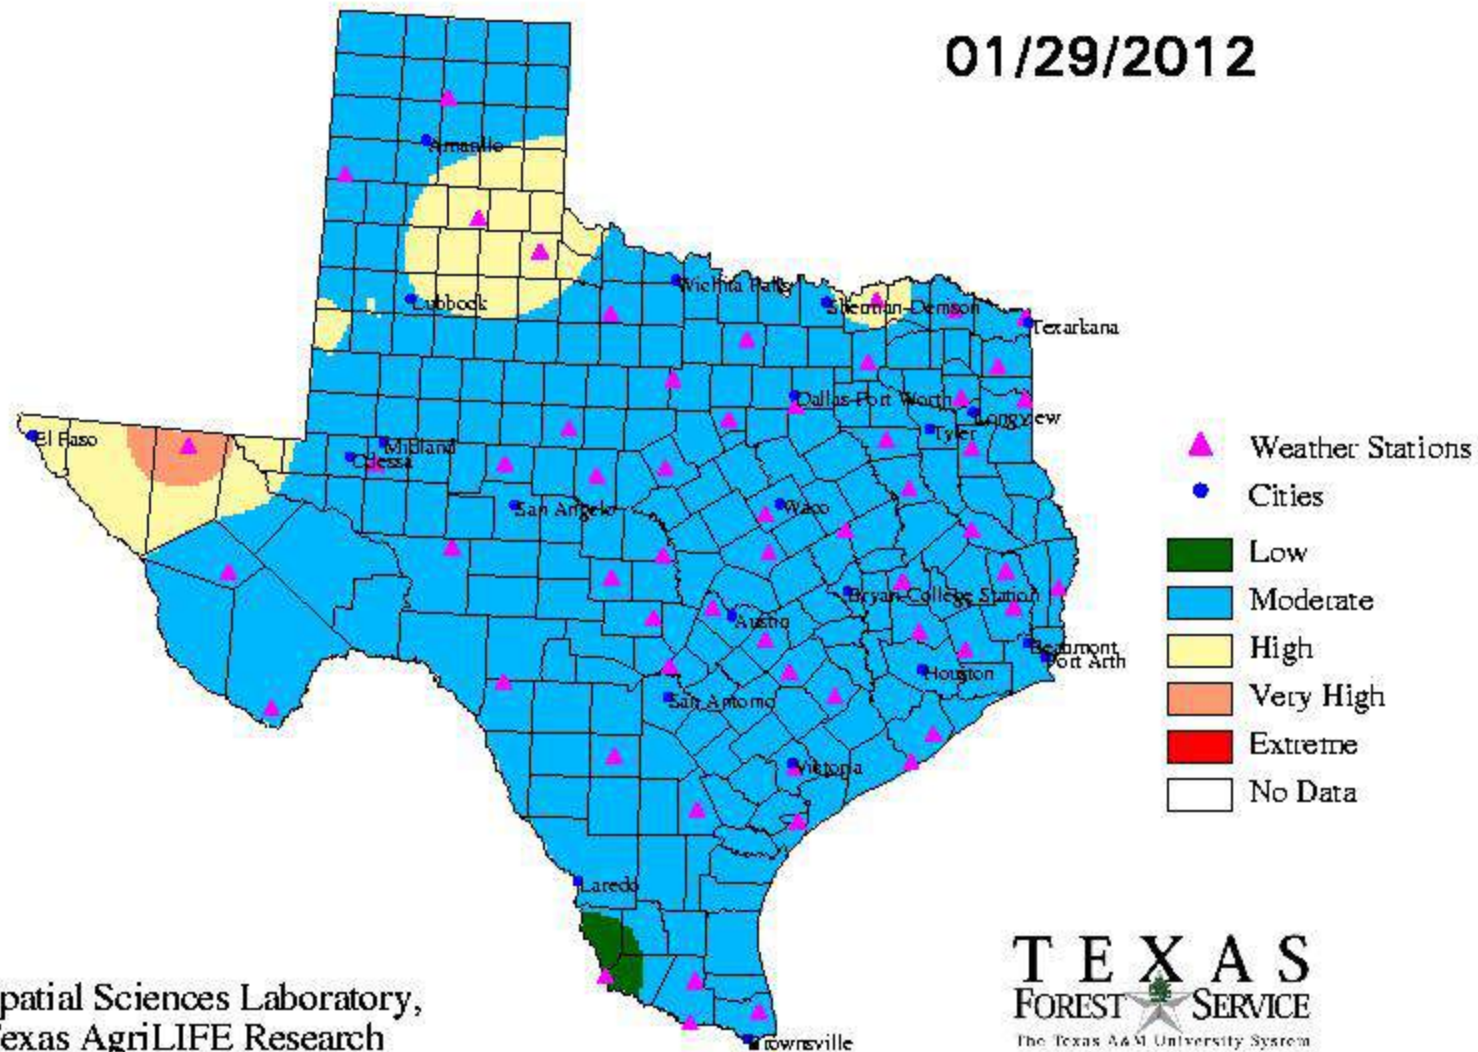 01/29/2012
Amarillo
Lubbock
Wichita Falls
Sherman-Denison
Texarkana
Dallas-Fort Worth
Longview
Tyler
El Paso
Midland
Odessa
San Angelo
Waco
Bryan-College Station
Austin
Beaumont
Port Arth
Houston
San Antonio
Victoria
Laredo
Brownsville
Weather Stations
Cities
Low
Moderate
High
Very High
Extreme
No Data
patial Sciences Laboratory,
Texas AgriLIFE Research
TEXAS
FOREST SERVICE
The Texas A&M University System